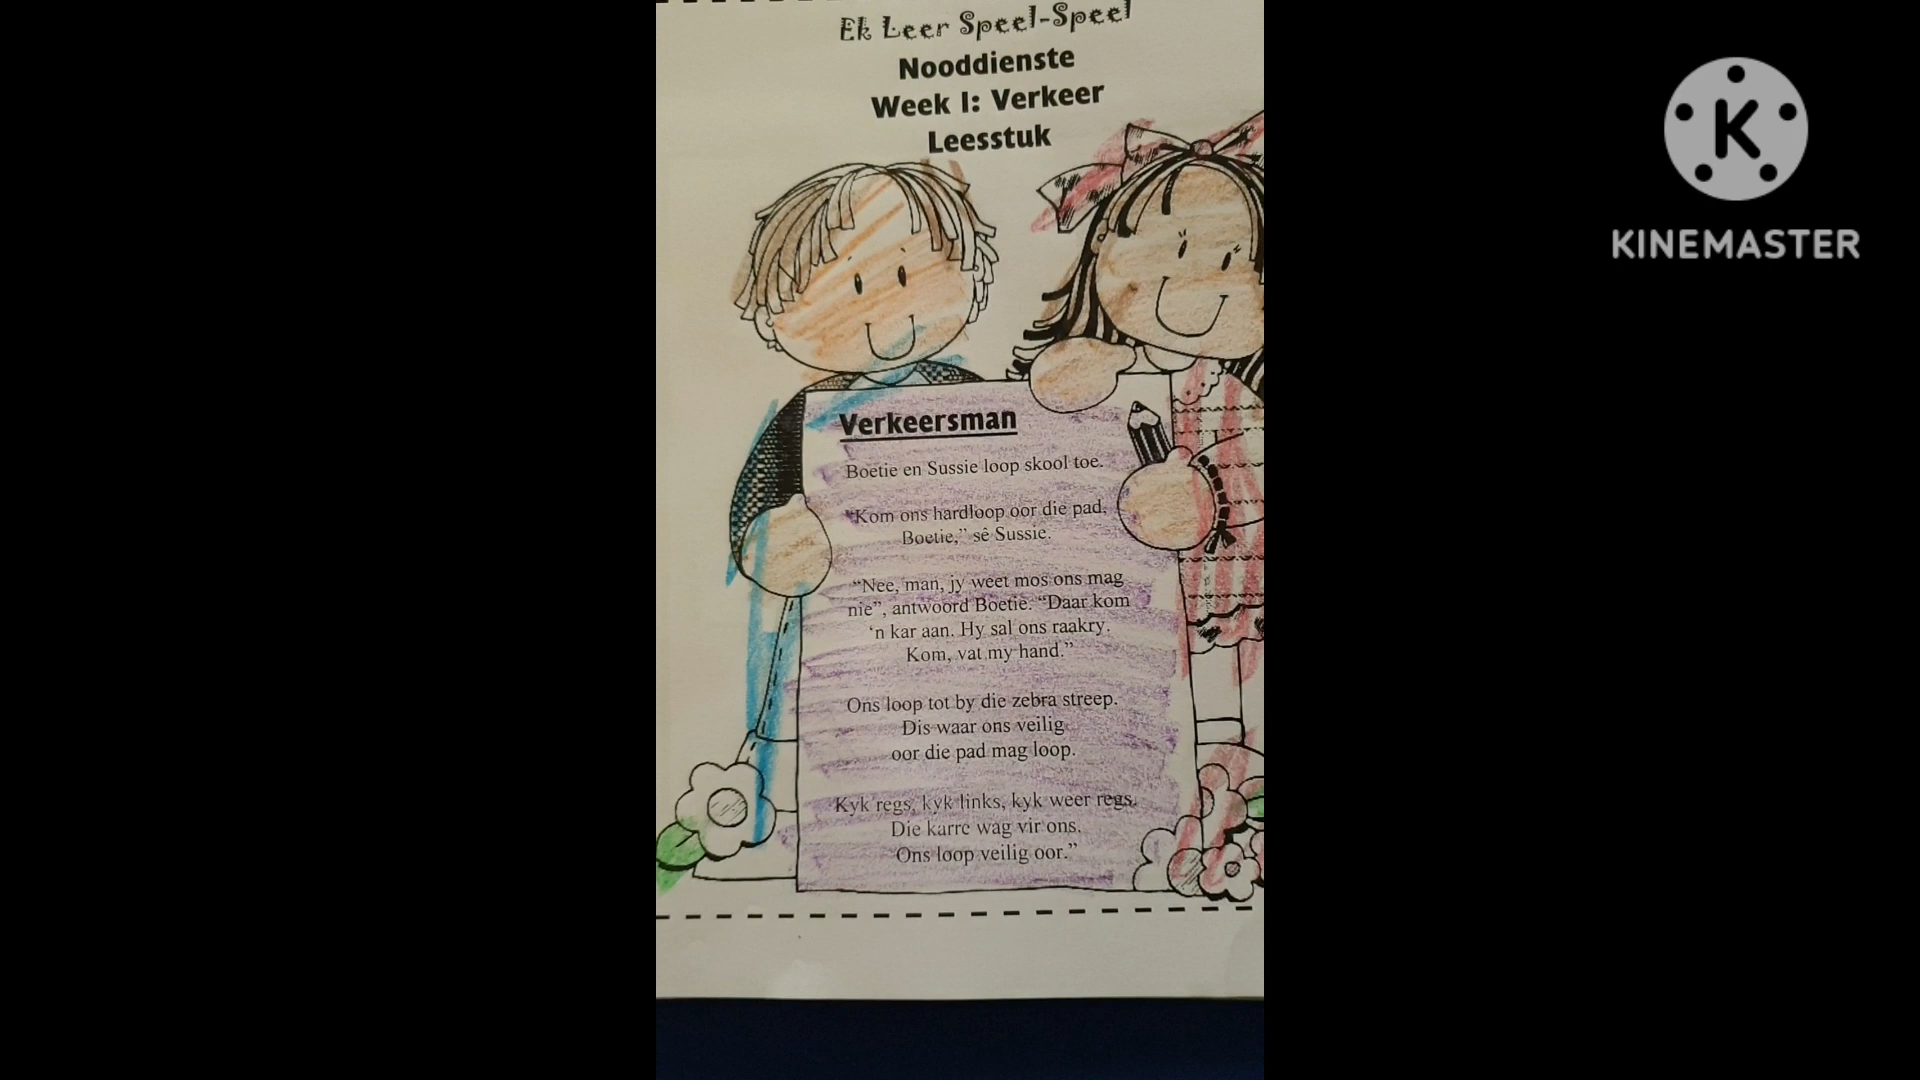 Ek Leer Speel-Speel
Nooddienste
Week 1: Verkeer
Leesstuk
Verkeersman
Boetie en Sussie loop skool toe.
“Kom ons hardloop oor die pad,
Boetie,” sê Sussie.
“Nee, man, jy weet mos ons mag
nie”, antwoord Boetie. “Daar kom
‘n kar aan. Hy sal ons raakry.
Kom, vat my hand.”
Ons loop tot by die zebra streep.
Dis waar ons veilig
oor die pad mag loop.
Kyk regs, kyk links, kyk weer regs.
Die karre wag vir ons.
Ons loop veilig oor.”
K
KINEMASTER